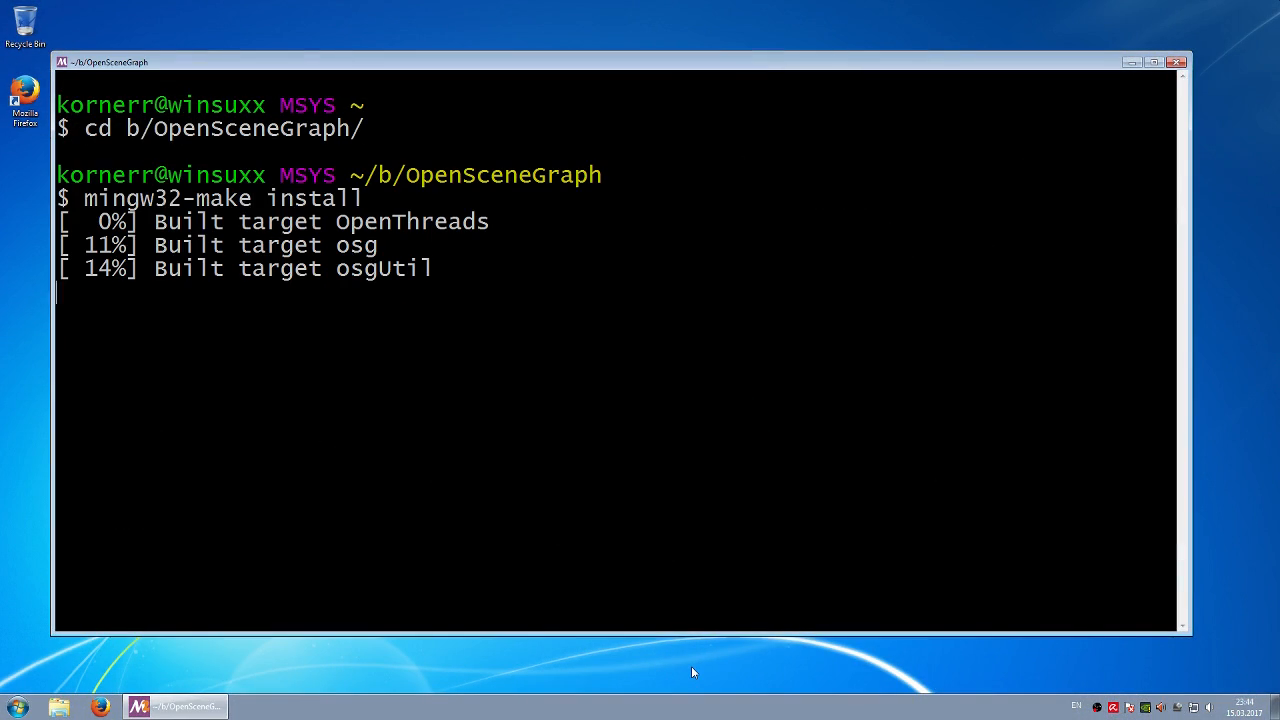 Recycle Bin
Mozilla
Firefox
~/b/OpenSceneGraph
kornerr@winsuxx MSYS ~
$ cd b/OpenSceneGraph/
kornerr@winsuxx MSYS ~/b/OpenSceneGraph
$ mingw32-make install
[  0%] Built target OpenThreads
[ 11%] Built target osg
[ 14%] Built target osgUtil
~/b/OpenSceneG...
EN
23:44
15.03.2017